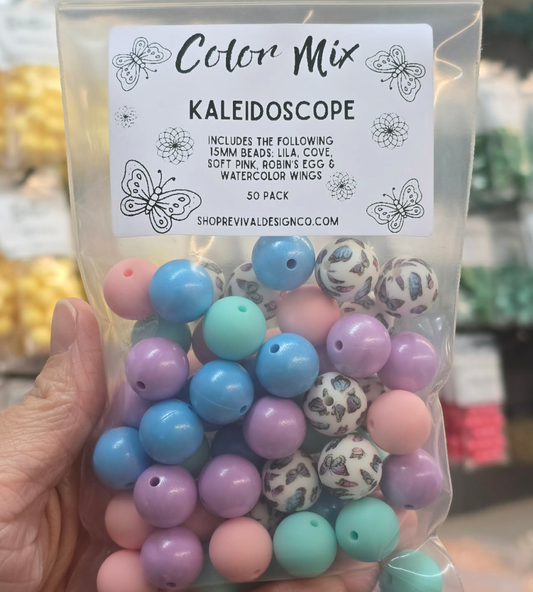 Color Mix
KALEIDOSCOPE
INCLUDES THE FOLLOWING
15MM BEADS: LILA, COVE,
SOFT PINK, ROBIN'S EGG &
WATERCOLOR WINGS
50 PACK
SHOPREVIVALDESIGNCO.COM